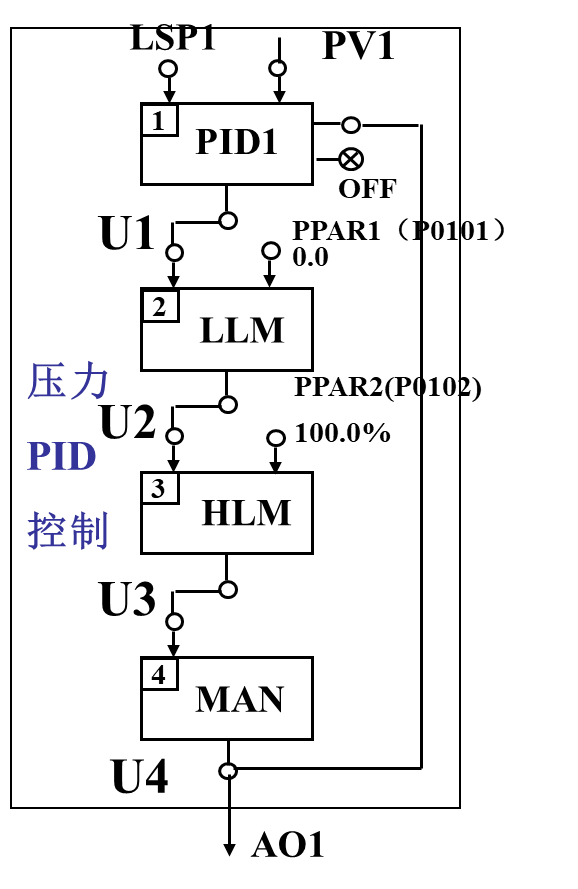 LSP1
PV1
1
PID1
OFF
U1
PPAR1（P0101）
0.0
2
LLM
压力
PID
控制
PPAR2(P0102)
U2
100.0%
3
HLM
U3
4
MAN
U4
AO1